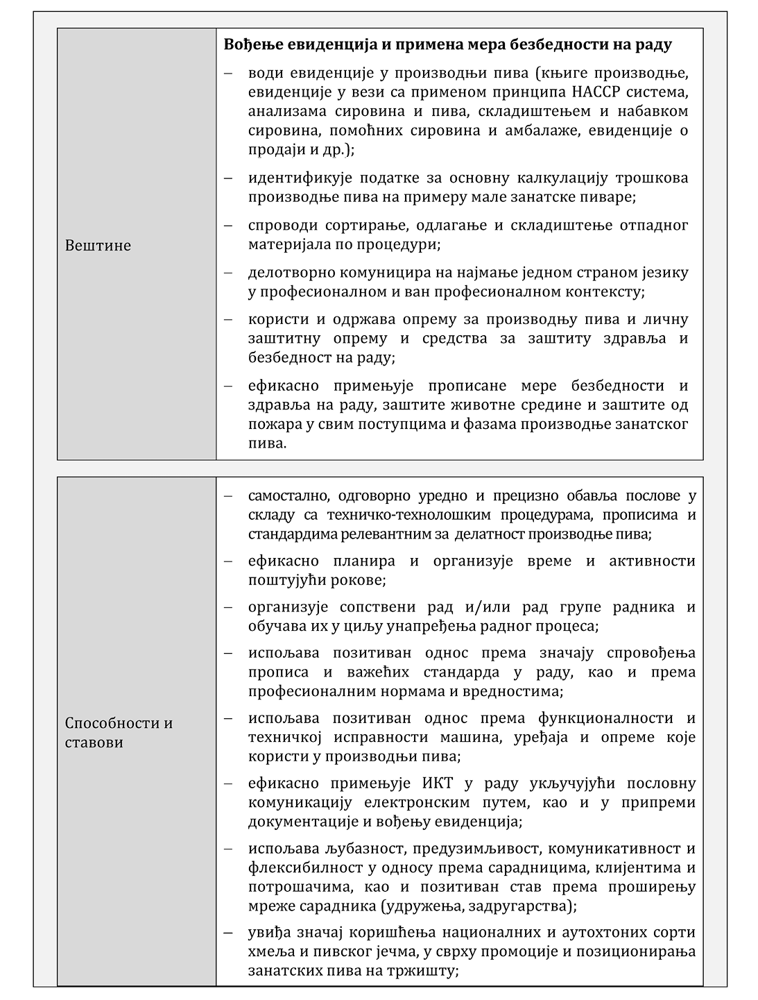 Вођење евиденција и примена мера безбедности на раду
– води евиденције у производњи пива (књиге производње,
евиденције у вези са применом принципа НАССР система,
анализама сировина и пива, складиштењем и набавком
сировина, помоћних сировина и амбалаже, евиденције о
продаји и др.);
– идентификује податке за основну калкулацију трошкова
производње пива на примеру мале занатске пиваре;
– спроводи сортирање, одлагање и складиштење отпадног
материјала по процедури;
– делотворно комуницира на најмање једном страном језику
у професионалном и ван професионалном контексту;
– користи и одржава опрему за производњу пива и личну
заштитну опрему и средства за заштиту здравља и
безбедност на раду;
– ефикасно примењује прописане мере безбедности и
здравља на раду, заштите животне средине и заштите од
пожара у свим поступцима и фазама производње занатског
пива.
Вештине
– самостално, одговорно уредно и прецизно обавља послове у
складу са техничко-технолошким процедурама, прописима и
стандардима релевантним за делатност производње пива;
– ефикасно планира и организује време и активности
поштујући рокове;
– организује сопствени рад и/или рад групе радника и
обучава их у циљу унапређења радног процеса;
– испољава позитиван однос према значају спровођења
прописа и важећих стандарда у раду, као и према
професионалним нормама и вредностима;
– испољава позитиван однос према функционалности и
техничкој исправности машина, уређаја и опреме које
користи у производњи пива;
– ефикасно примењује ИКТ у раду укључујући пословну
комуникацију електронским путем, као и у припреми
документације и вођењу евиденција;
– испољава љубазност, предузимљивост, комуникативност и
флексибилност у односу према сарадницима, клијентима и
потрошачима, као и позитиван став према проширењу
мреже сарадника (удружења, задругарства);
– увиђа значај коришћења националних и аутохтоних сорти
хмеља и пивског јечма, у сврху промоције и позиционирања
занатских пива на тржишту;
Способности и
ставови